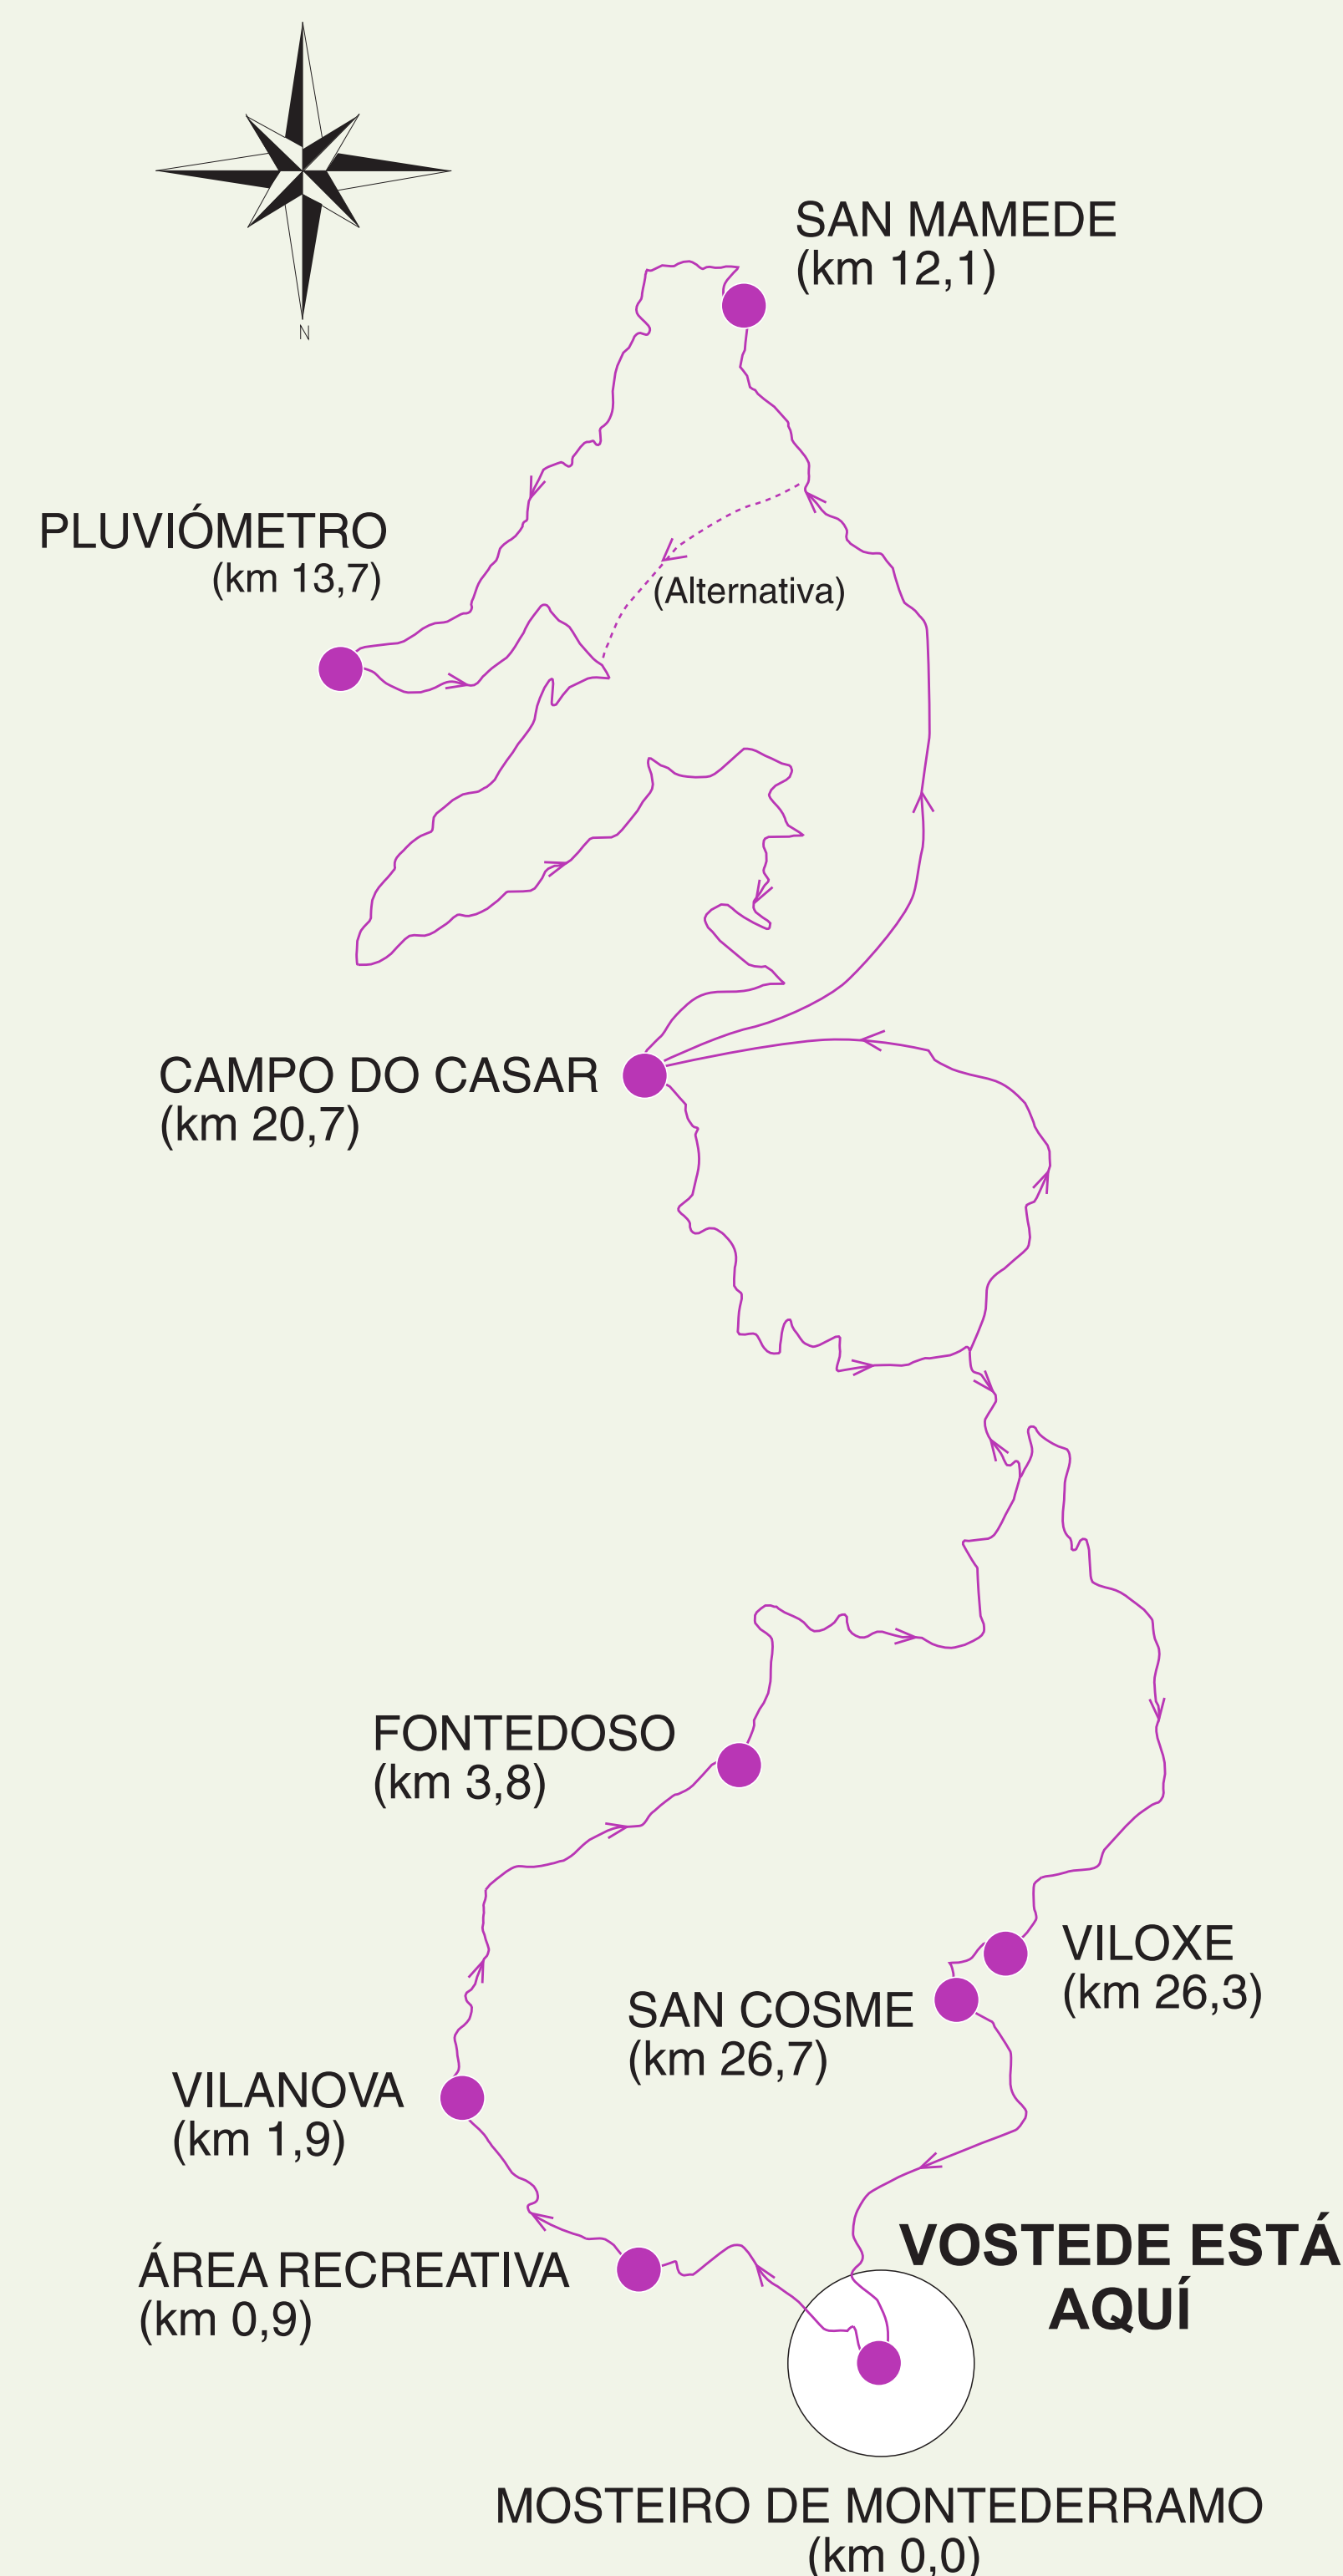 N
SAN MAMEDE
(km 12,1)
PLUVIÓMETRO
(km 13,7)
(Alternativa)
CAMPO DO CASAR
(km 20,7)
FONTEDOSO
(km 3,8)
VILOXE
(km 26,3)
SAN COSME
(km 26,7)
VILANOVA
(km 1,9)
VOSTEDE ESTÁ
AQUÍ
ÁREA RECREATIVA
(km 0,9)
MOSTEIRO DE MONTEDERRAMO
(km 0,0)